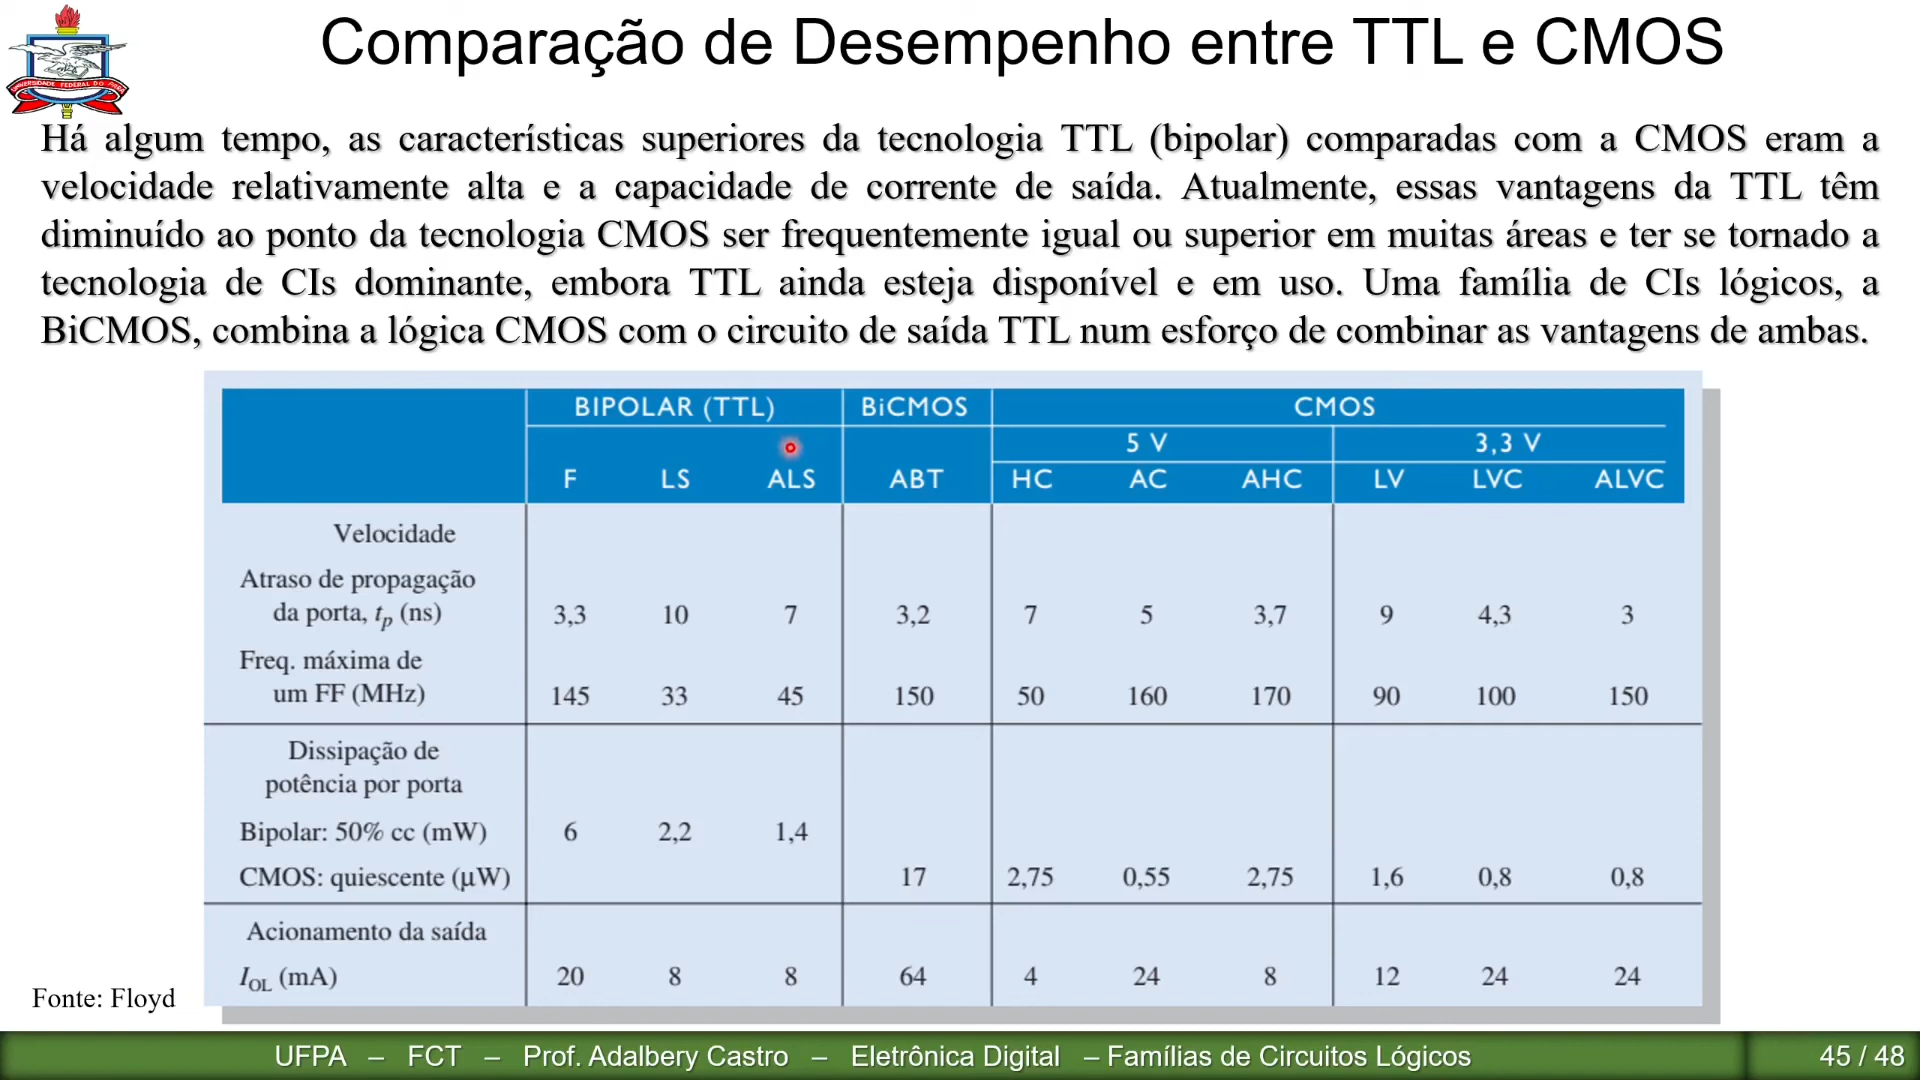 Comparação de Desempenho entre TTL e CMOS
UNIVERSIDADE FEDERAL DO PARÁ
Há algum tempo, as características superiores da tecnologia TTL (bipolar) comparadas com a CMOS eram a
velocidade relativamente alta e a capacidade de corrente de saída. Atualmente, essas vantagens da TTL têm
diminuído ao ponto da tecnologia CMOS ser frequentemente igual ou superior em muitas áreas e ter se tornado a
tecnologia de CIs dominante, embora TTL ainda esteja disponível e em uso. Uma família de CIs lógicos, a
BiCMOS, combina a lógica CMOS com o circuito de saída TTL num esforço de combinar as vantagens de ambas.
BIPOLAR (TTL) BiCMOS CMOS
5 V 3,3 V
F LS ALS ABT HC AC AHC LV LVC ALVC
Velocidade
Atraso de propagação
da porta, tp (ns) 3,3 10 7 3,2 7 5 3,7 9 4,3 3
Freq. máxima de
um FF (MHz) 145 33 45 150 50 160 170 90 100 150
Dissipação de
potência por porta
Bipolar: 50% cc (mW) 6 2,2 1,4
CMOS: quiescente (μW) 17 2,75 0,55 2,75 1,6 0,8 0,8
Acionamento da saída
IOL (mA) 20 8 8 64 4 24 8 12 24 24
Fonte: Floyd
UFPA – FCT – Prof. Adalbery Castro – Eletrônica Digital – Famílias de Circuitos Lógicos 45 / 48